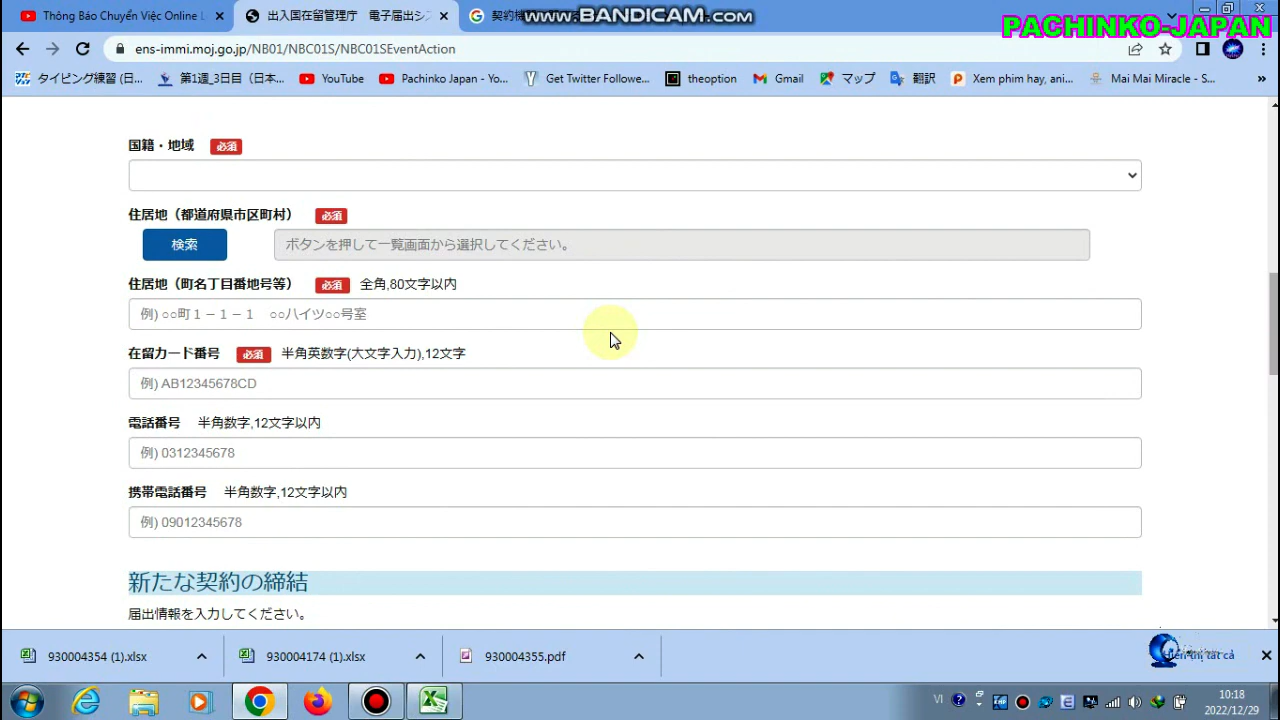 Thông Báo Chuyển Việc Online L
出入国在留管理庁　電子届出シス
契約機
WWW.BANDICAM.COM
PACHINKO-JAPAN
ens-immi.moj.go.jp/NB01/NBC01S/NBC01SEventAction
タイピング練習 (日...
第1週_3日目（日本...
YouTube
Pachinko Japan - Yo...
Get Twitter Followe...
theoption
Gmail
マップ
翻訳
Xem phim hay, ani...
Mai Mai Miracle - S...
»
国籍・地域 必須
住居地（都道府県市区町村） 必須
検索 ボタンを押して一覧画面から選択してください。
住居地（町名丁目番地号等） 必須 全角,80文字以内
例) ○○町１－１－１　○○ハイツ○○号室
在留カード番号 必須 半角英数字(大文字入力),12文字
例) AB12345678CD
電話番号 半角数字,12文字以内
例) 0312345678
携帯電話番号 半角数字,12文字以内
例) 09012345678
新たな契約の締結
届出情報を入力してください。
930004354 (1).xlsx
930004174 (1).xlsx
930004355.pdf
Hiển thị tất cả
VI
10:18
2022/12/29